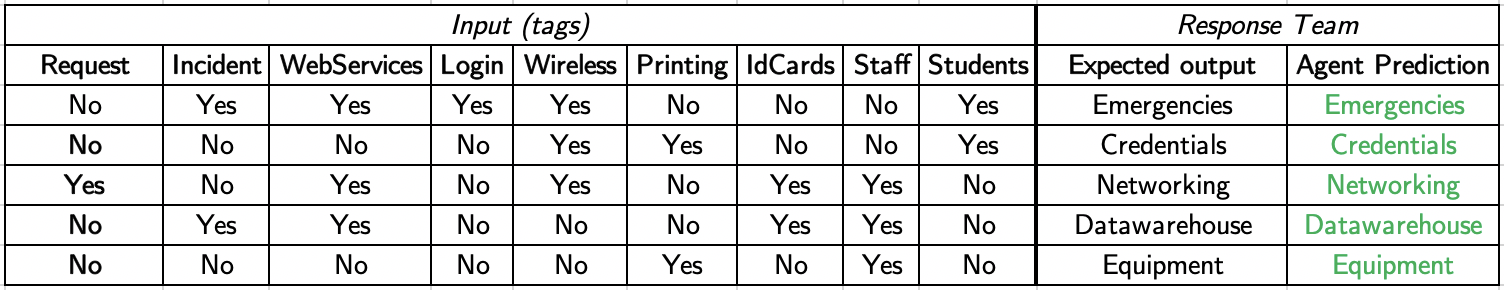 Input (tags) Response Team
Request Incident WebServices Login Wireless Printing IdCards Staff Students Expected output Agent Prediction
No Yes Yes Yes Yes No No No Yes Emergencies Emergencies
No No No No Yes Yes No No Yes Credentials Credentials
Yes No Yes No Yes No Yes Yes No Networking Networking
No Yes Yes No No No Yes Yes No Datawarehouse Datawarehouse
No No No No No Yes No Yes No Equipment Equipment